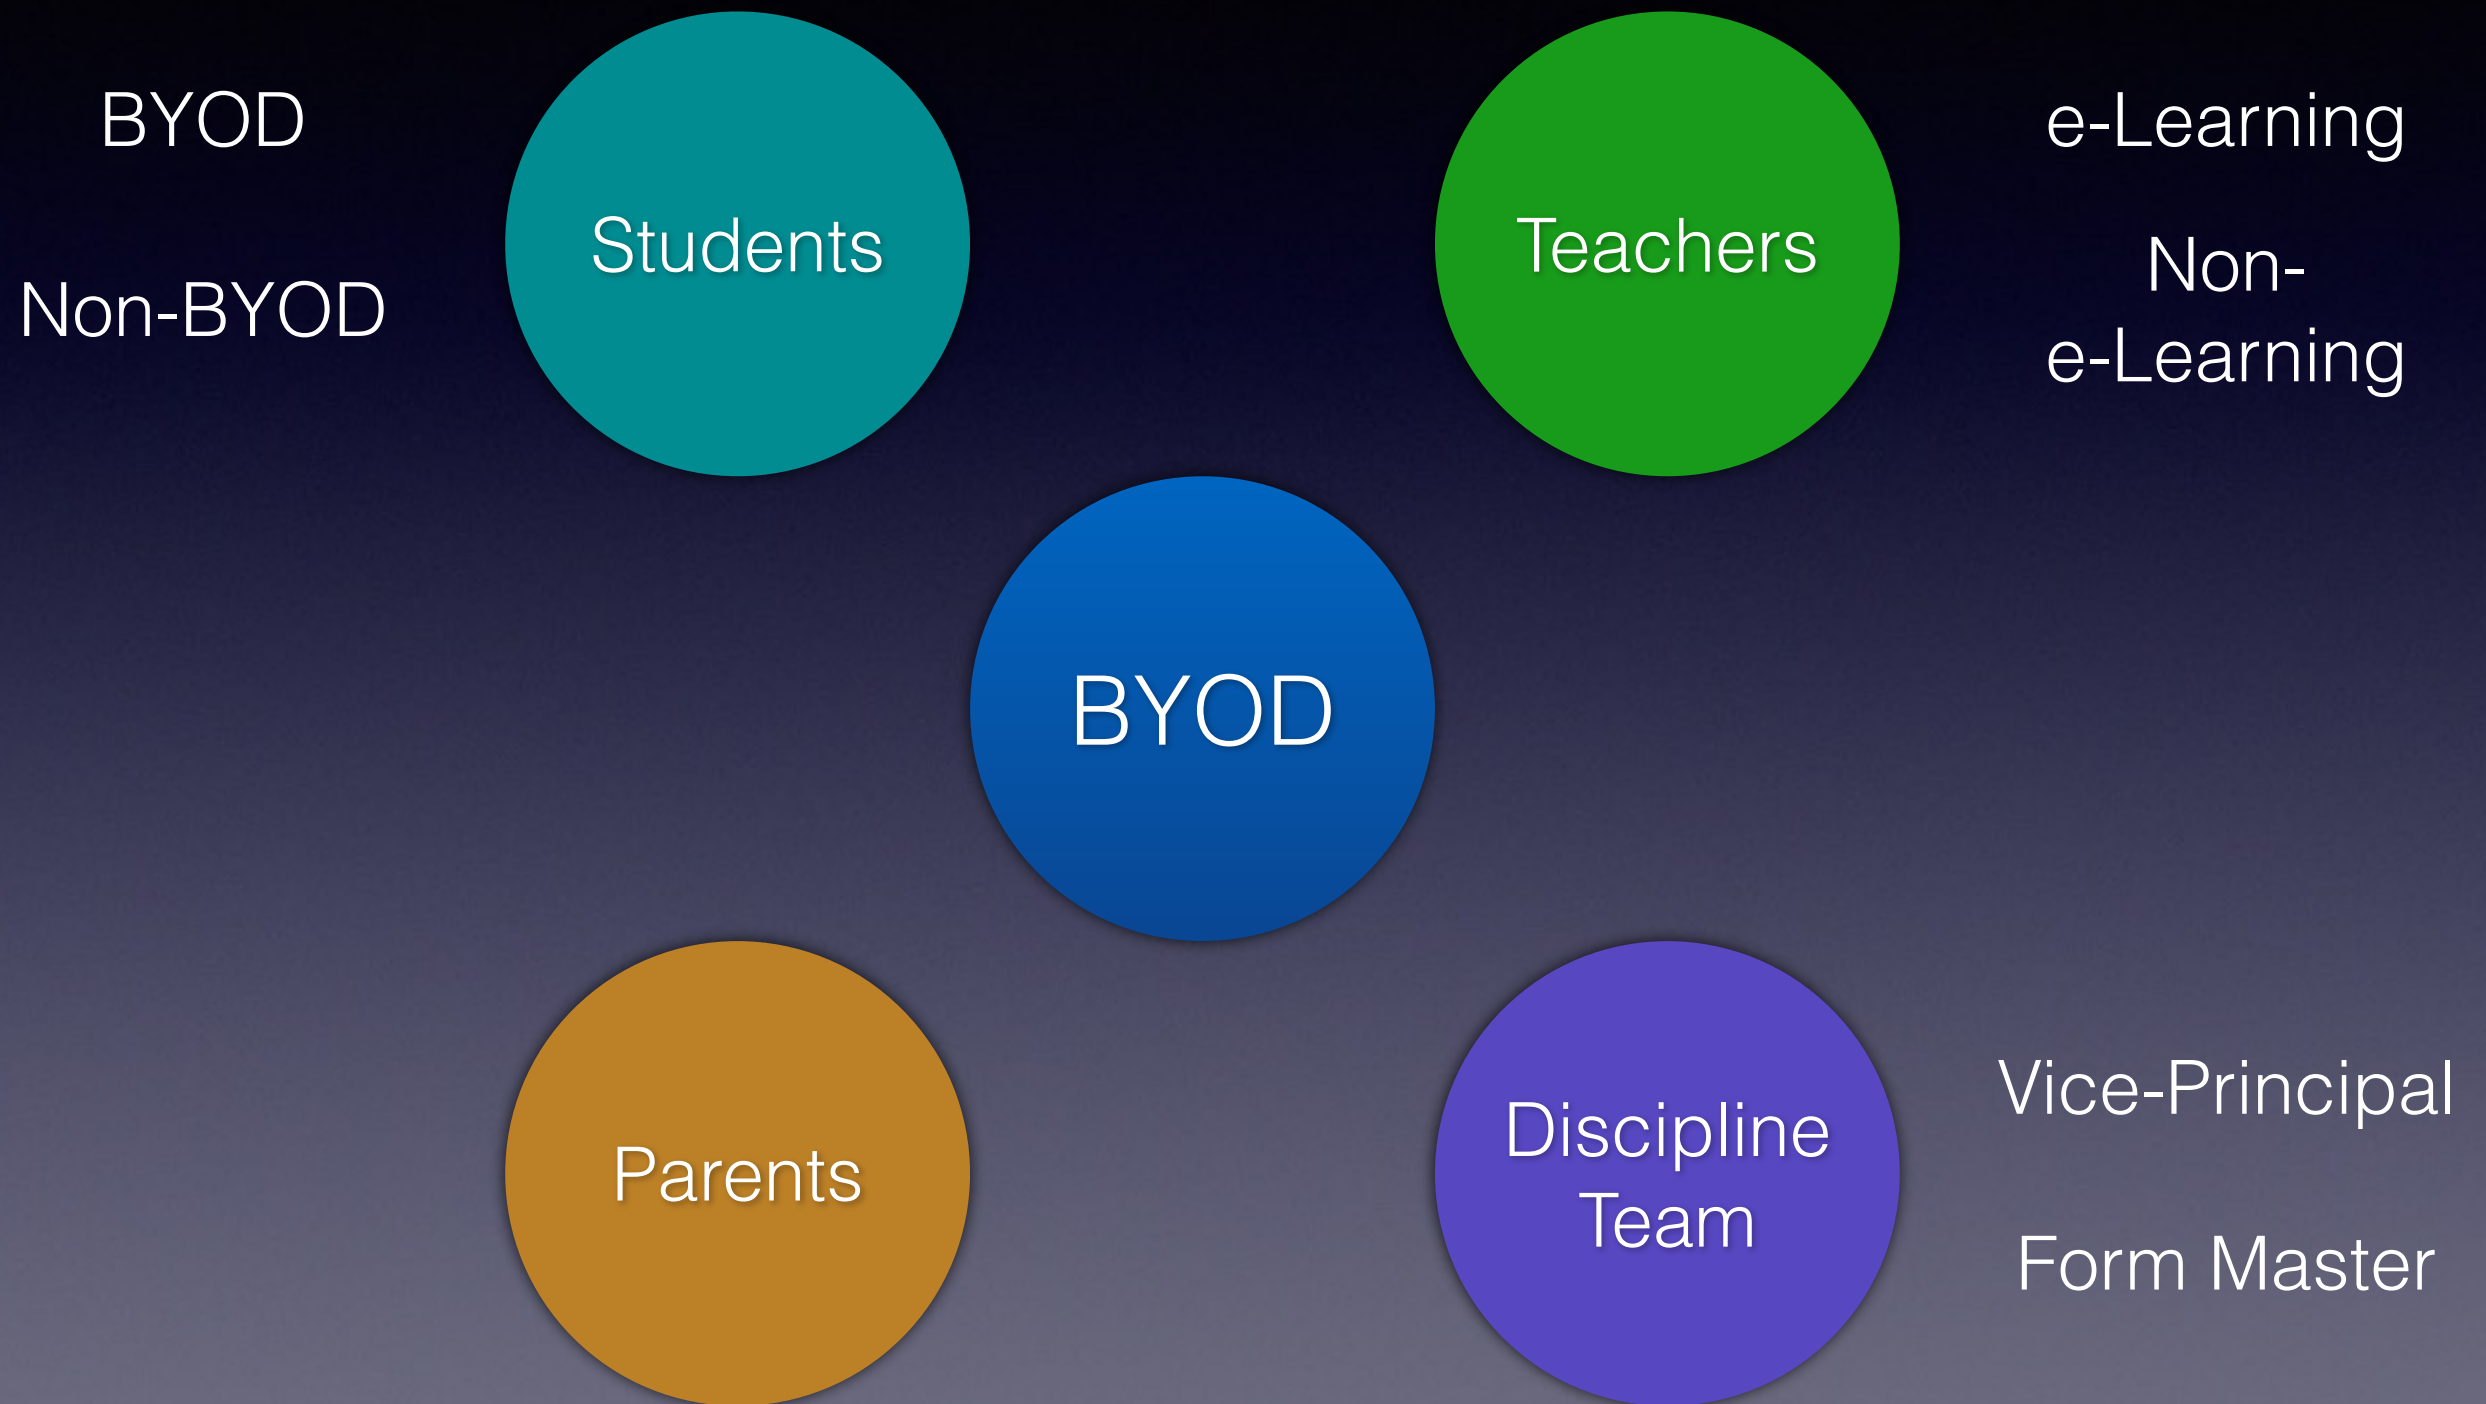 BYOD
Non-BYOD
Students
Teachers
e-Learning
Non-
e-Learning
BYOD
Parents
Discipline
Team
Vice-Principal
Form Master